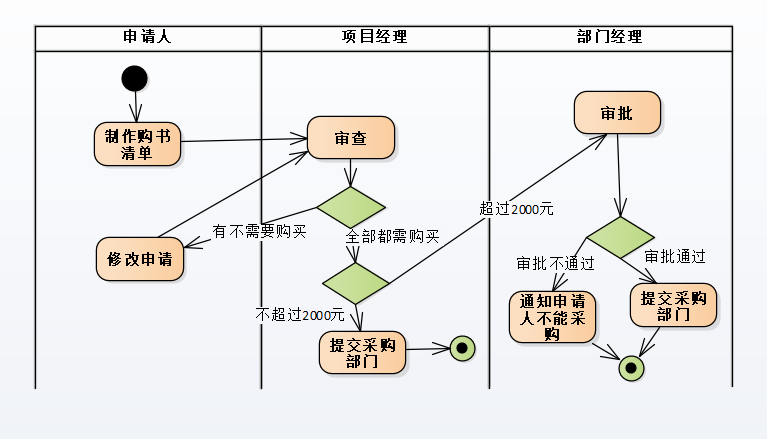 申请人
项目经理
部门经理
制作购书
清单
审查
审批
有不需要购买
全部都需购买
超过2000元
修改申请
审批不通过
审批通过
不超过2000元
提交采购
部门
通知申请
人不能采
购
提交采购
部门